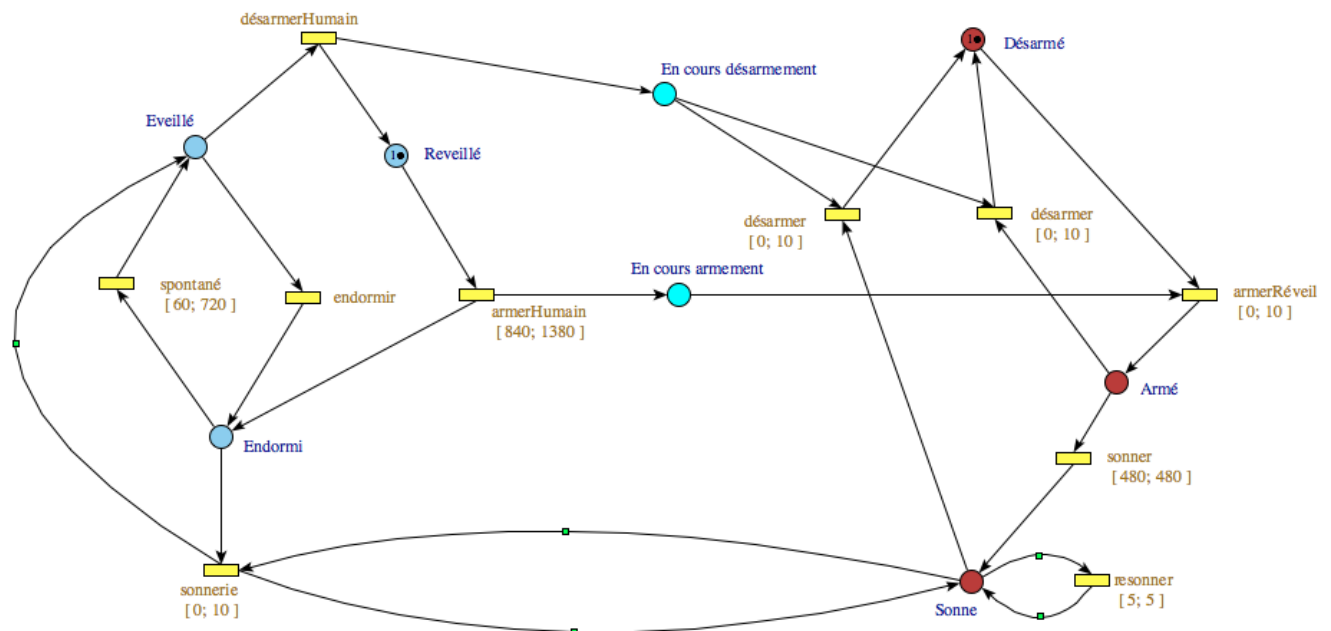 désarmerHumain
1
Désarmé
En cours désarmement
Eveillé
1
Reveillé
désarmer
[ 0; 10 ]
désarmer
[ 0; 10 ]
En cours armement
spontané
[ 60; 720 ]
endormir
armerHumain
[ 840; 1380 ]
armerRéveil
[ 0; 10 ]
Armé
Endormi
sonner
[ 480; 480 ]
sonnerie
[ 0; 10 ]
Sonne
resonner
[ 5; 5 ]